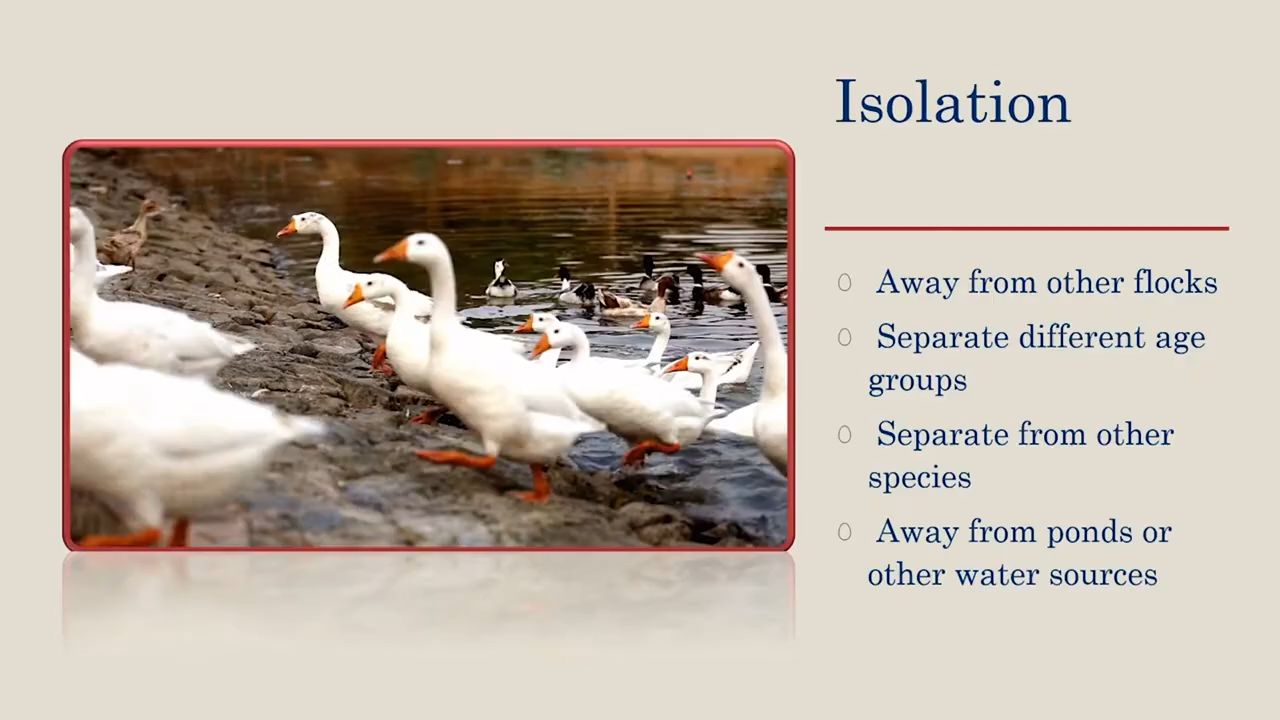 Isolation
Away from other flocks
Separate different age
groups
Separate from other
species
Away from ponds or
other water sources